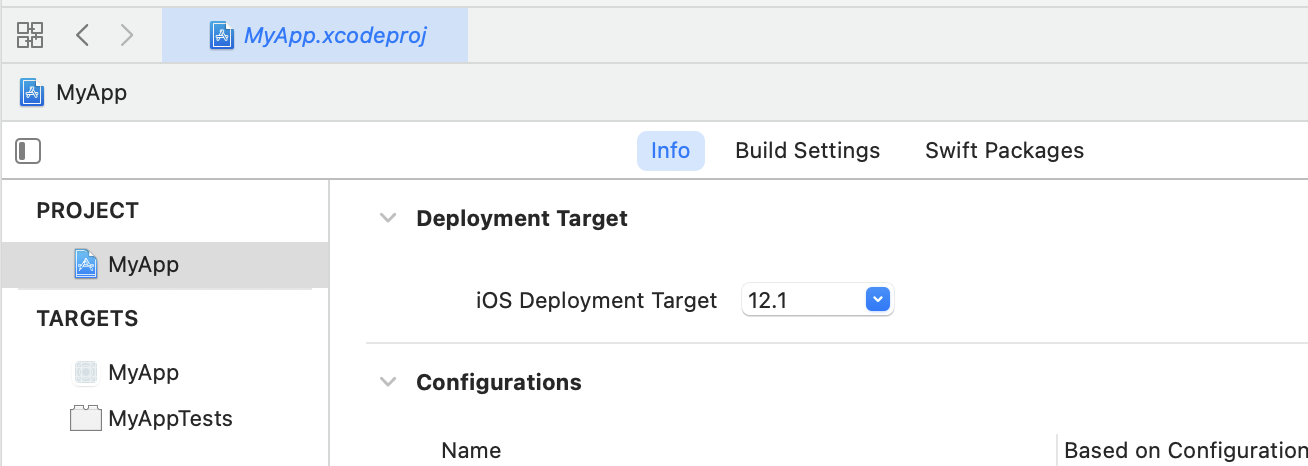 MyApp.xcodeproj
MyApp
Info Build Settings Swift Packages
PROJECT
MyApp
TARGETS
MyApp
MyAppTests
Deployment Target
iOS Deployment Target 12.1
Configurations
Name Based on Configuration